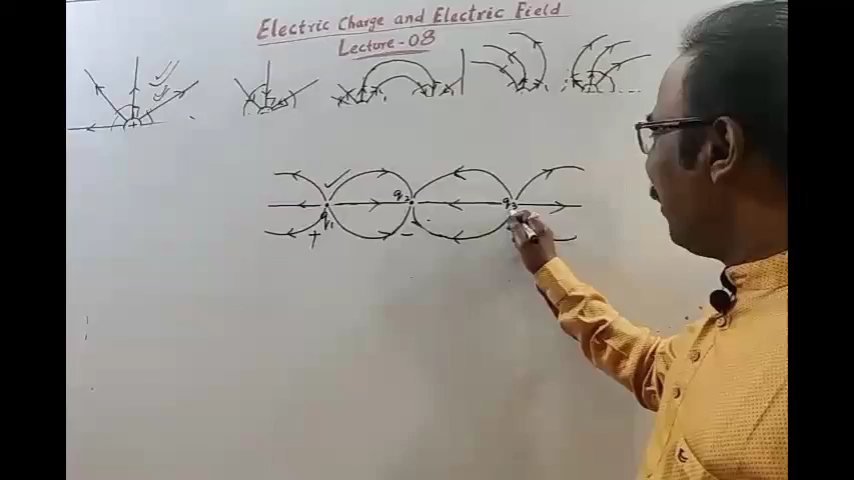 Electric Charge and Electric Field
Lecture-08
q₁ q₂ q₃
+ −